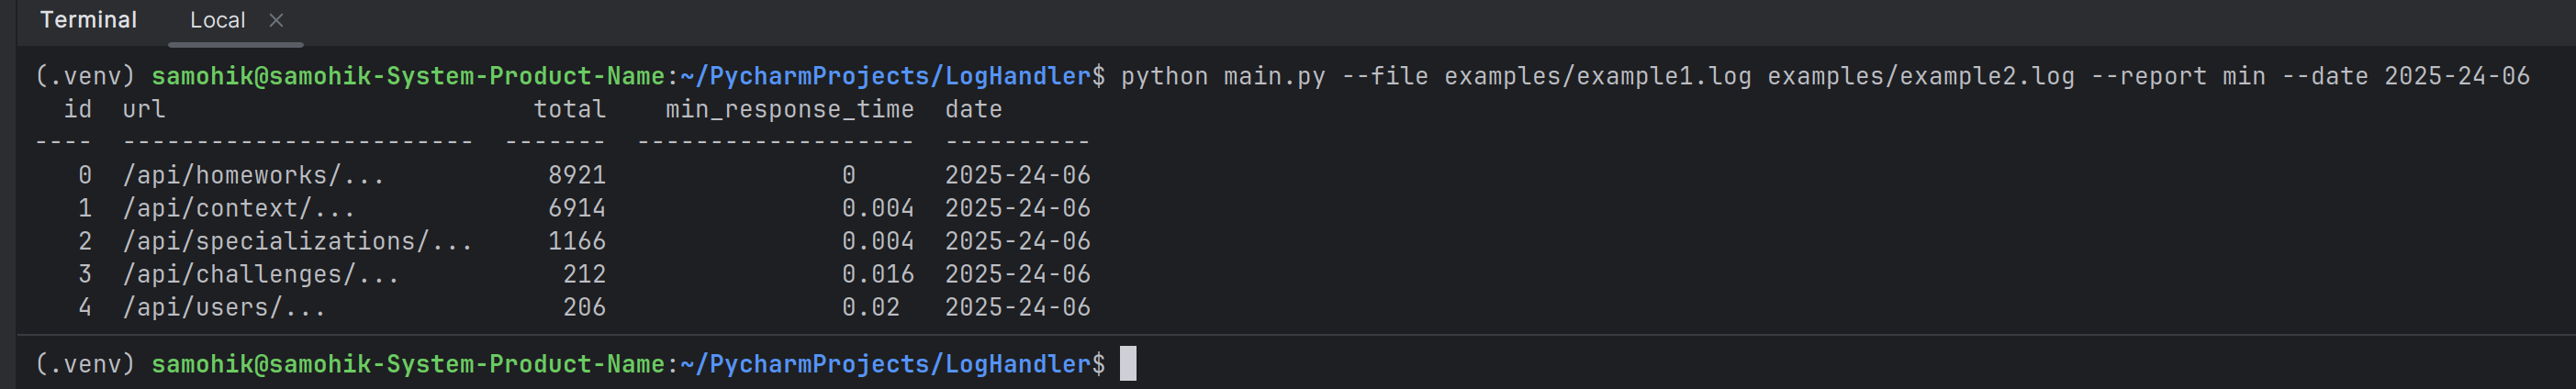 Terminal Local ×
(.venv) samohik@samohik-System-Product-Name:~/PycharmProjects/LogHandler$ python main.py --file examples/example1.log examples/example2.log --report min --date 2025-24-06
  id  url                         total    min_response_time  date
----  ------------------------  -------  -------------------  ----------
   0  /api/homeworks/...           8921                0      2025-24-06
   1  /api/context/...             6914                0.004  2025-24-06
   2  /api/specializations/...     1166                0.004  2025-24-06
   3  /api/challenges/...           212                0.016  2025-24-06
   4  /api/users/...                206                0.02   2025-24-06
(.venv) samohik@samohik-System-Product-Name:~/PycharmProjects/LogHandler$